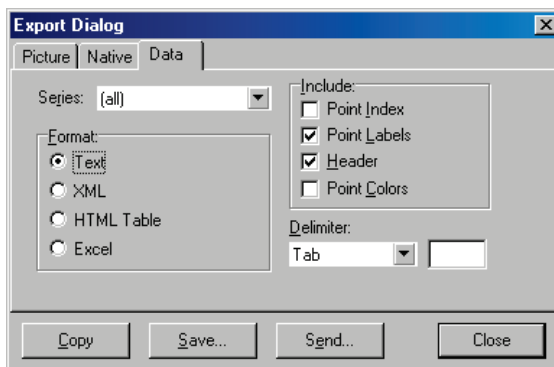 Export Dialog
Picture Native Data
Series: (all)
Format:
Text
XML
HTML Table
Excel
Include:
Point Index
Point Labels
Header
Point Colors
Delimiter:
Tab
Copy Save... Send... Close